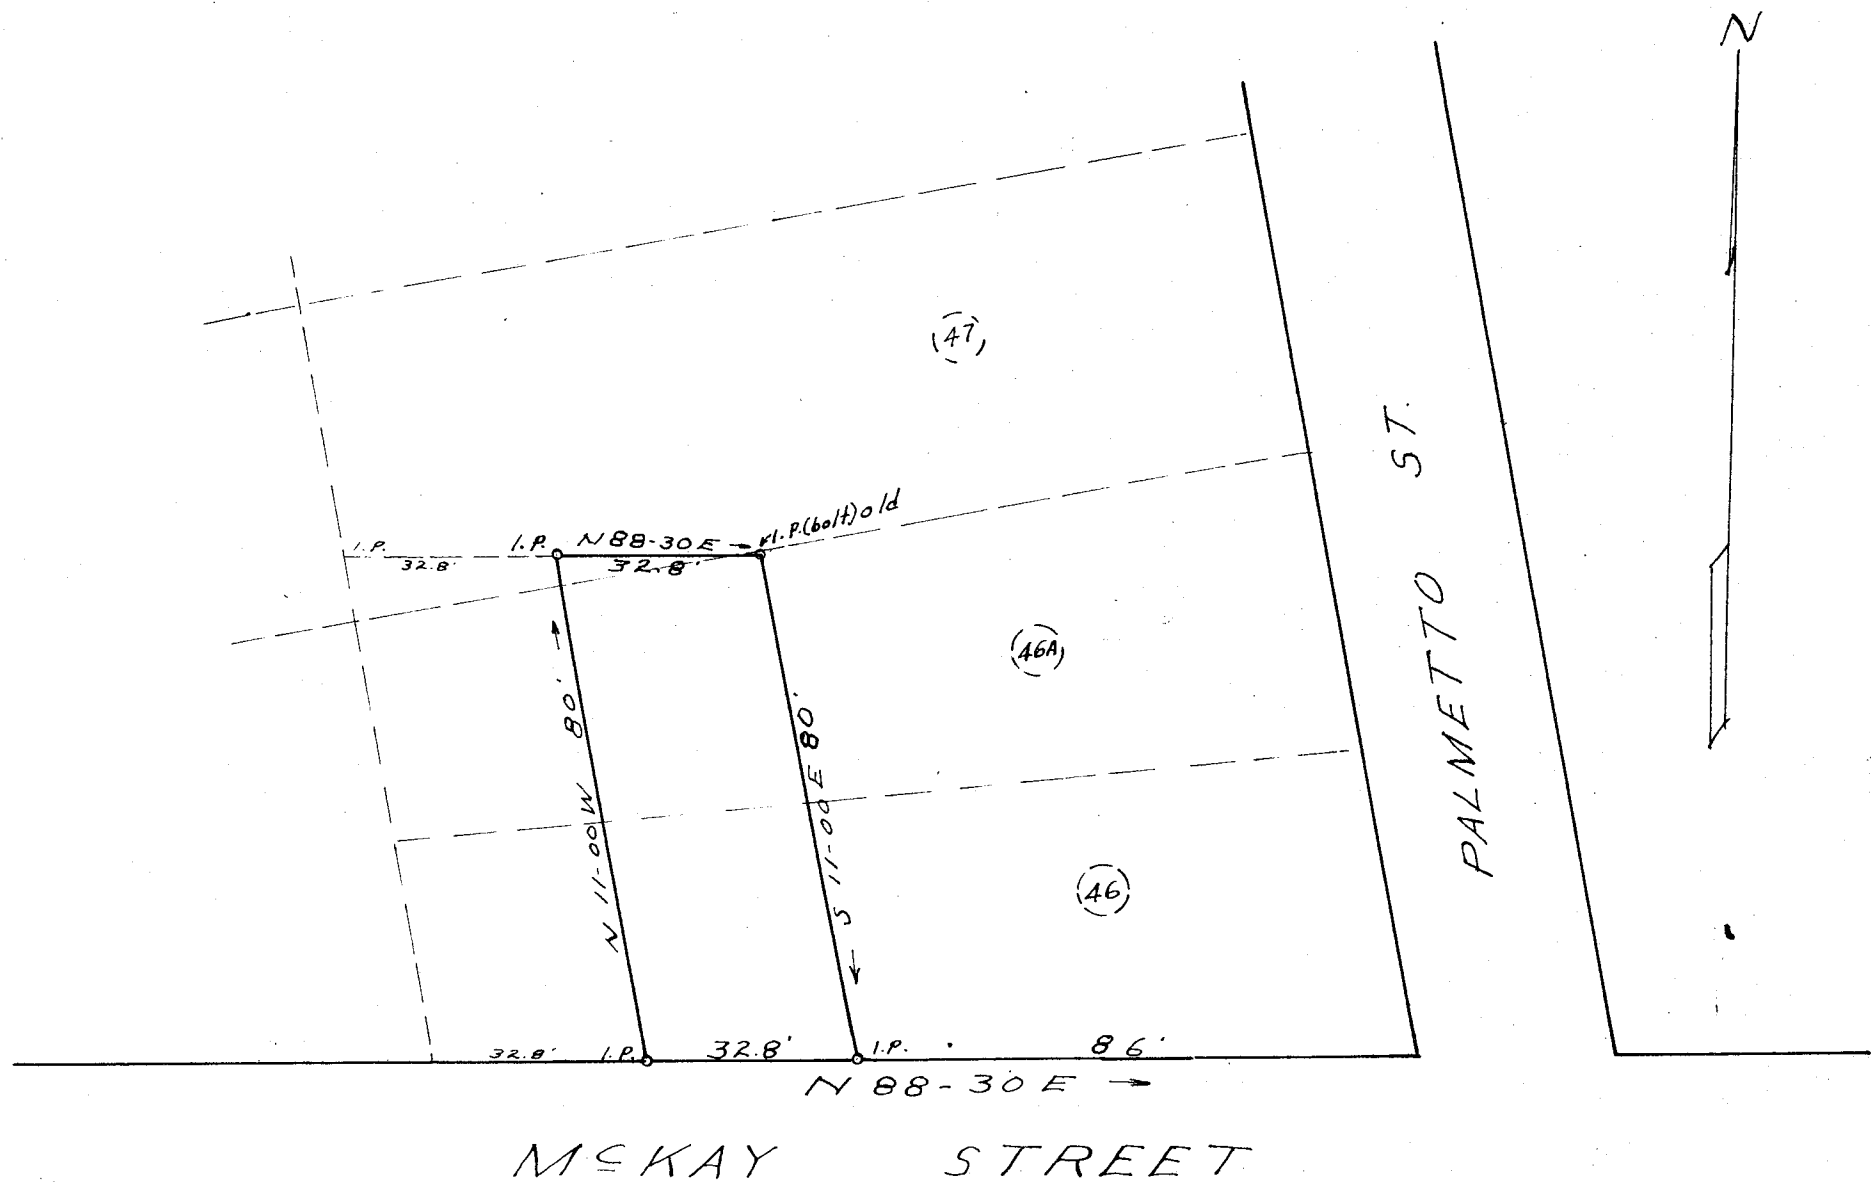 N
(47)
ST.
PALMETTO
I.P.
32.8'
I.P.
N 88-30 E →
32.8'
I.P.(bolt) old
(46A)
N 11-00 W 80'
S 11-00 E 80'
(46)
32.8'
I.P.
32.8'
I.P.
86'
N 88-30 E →
McKAY STREET